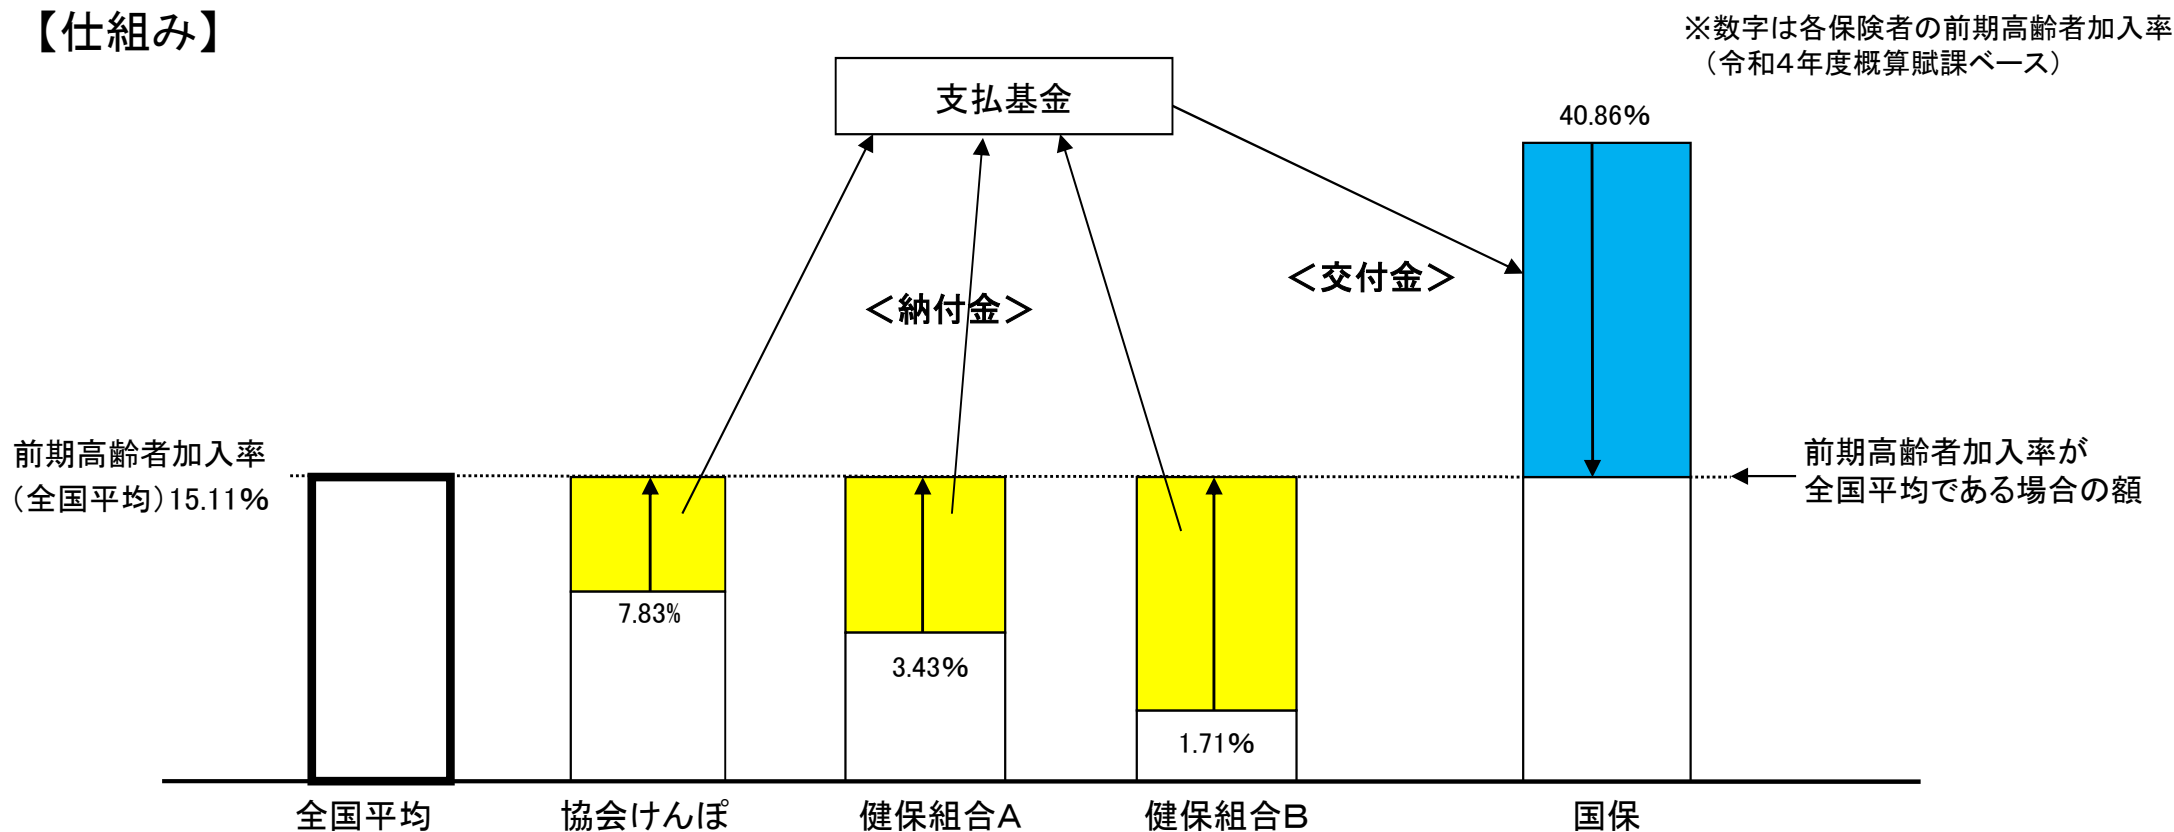 【仕組み】
※数字は各保険者の前期高齢者加入率
（令和4年度概算賦課ベース）
支払基金
40.86%
＜交付金＞
＜納付金＞
前期高齢者加入率
（全国平均）15.11%
前期高齢者加入率が
全国平均である場合の額
7.83%
3.43%
1.71%
全国平均
協会けんぽ
健保組合A
健保組合B
国保